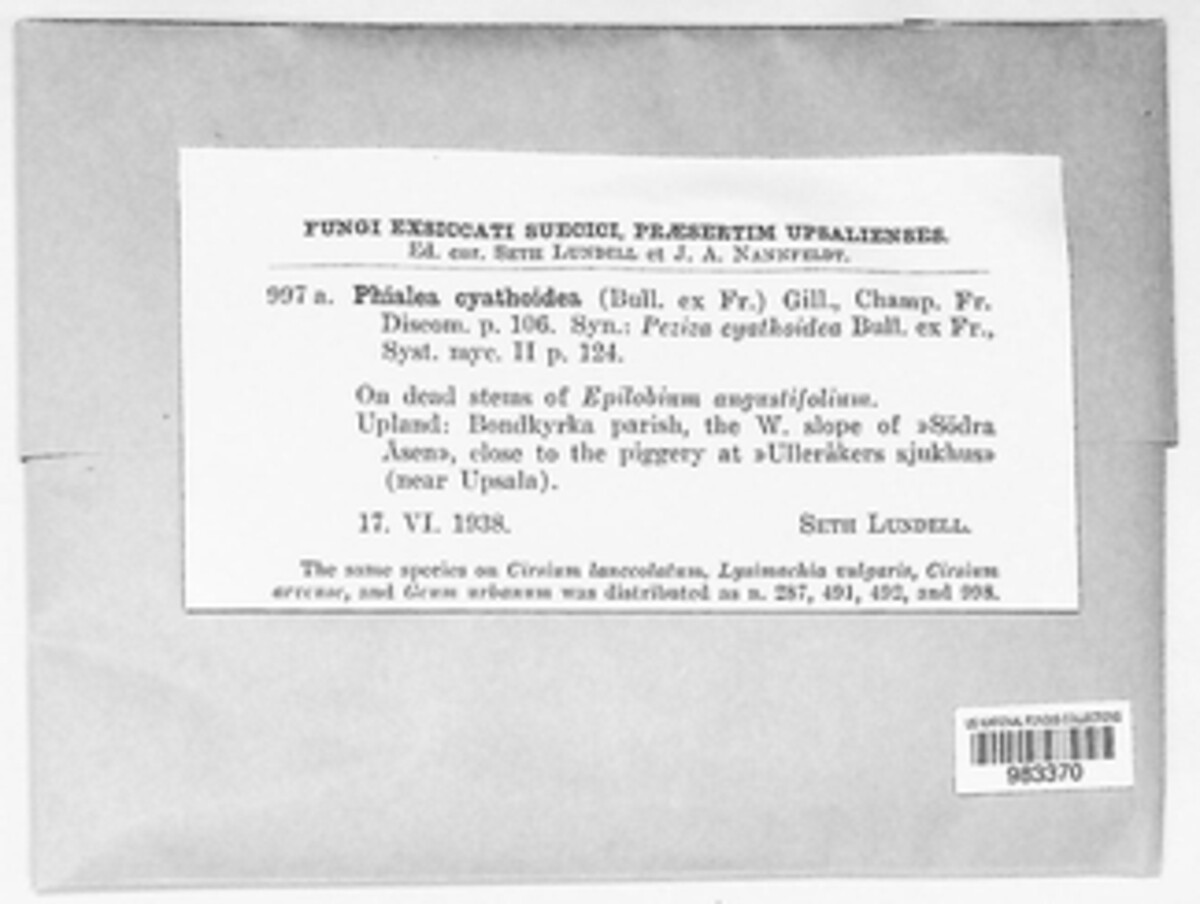 FUNGI EXSICCATI SUECICI, PRÆSERTIM UPSALIENSES.
Ed. cur. SETH LUNDELL et J. A. NANNFELDT.
997 a. Phialea cyathoidea (Bull. ex Fr.) Gill., Champ. Fr.
Discom. p. 106. Syn.: Peziza cyathoidea Bull. ex Fr.,
Syst. myc. II p. 124.
On dead stems of Epilobium angustifolium.
Upland: Bondkyrka parish, the W. slope of »Södra
Åsen», close to the piggery at »Ulleråkers sjukhus»
(near Upsala).
17. VI. 1938. SETH LUNDELL.
The same species on Cirsium lanceolatum, Lysimachia vulgaris, Cirsium
arvense, and Geum urbanum was distributed as n. 287, 491, 492, and 998.
US NATIONAL FUNGUS COLLECTIONS
983370